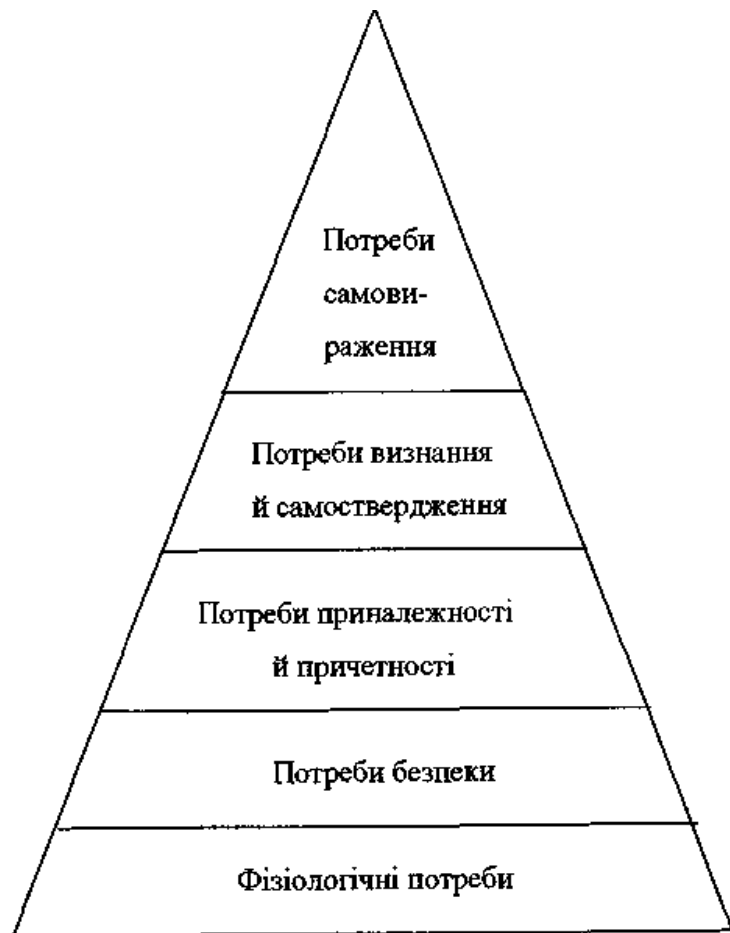 Потреби
самови-
раження
Потреби визнання
й самоствердження
Потреби приналежності
й причетності
Потреби безпеки
Фізіологічні потреби